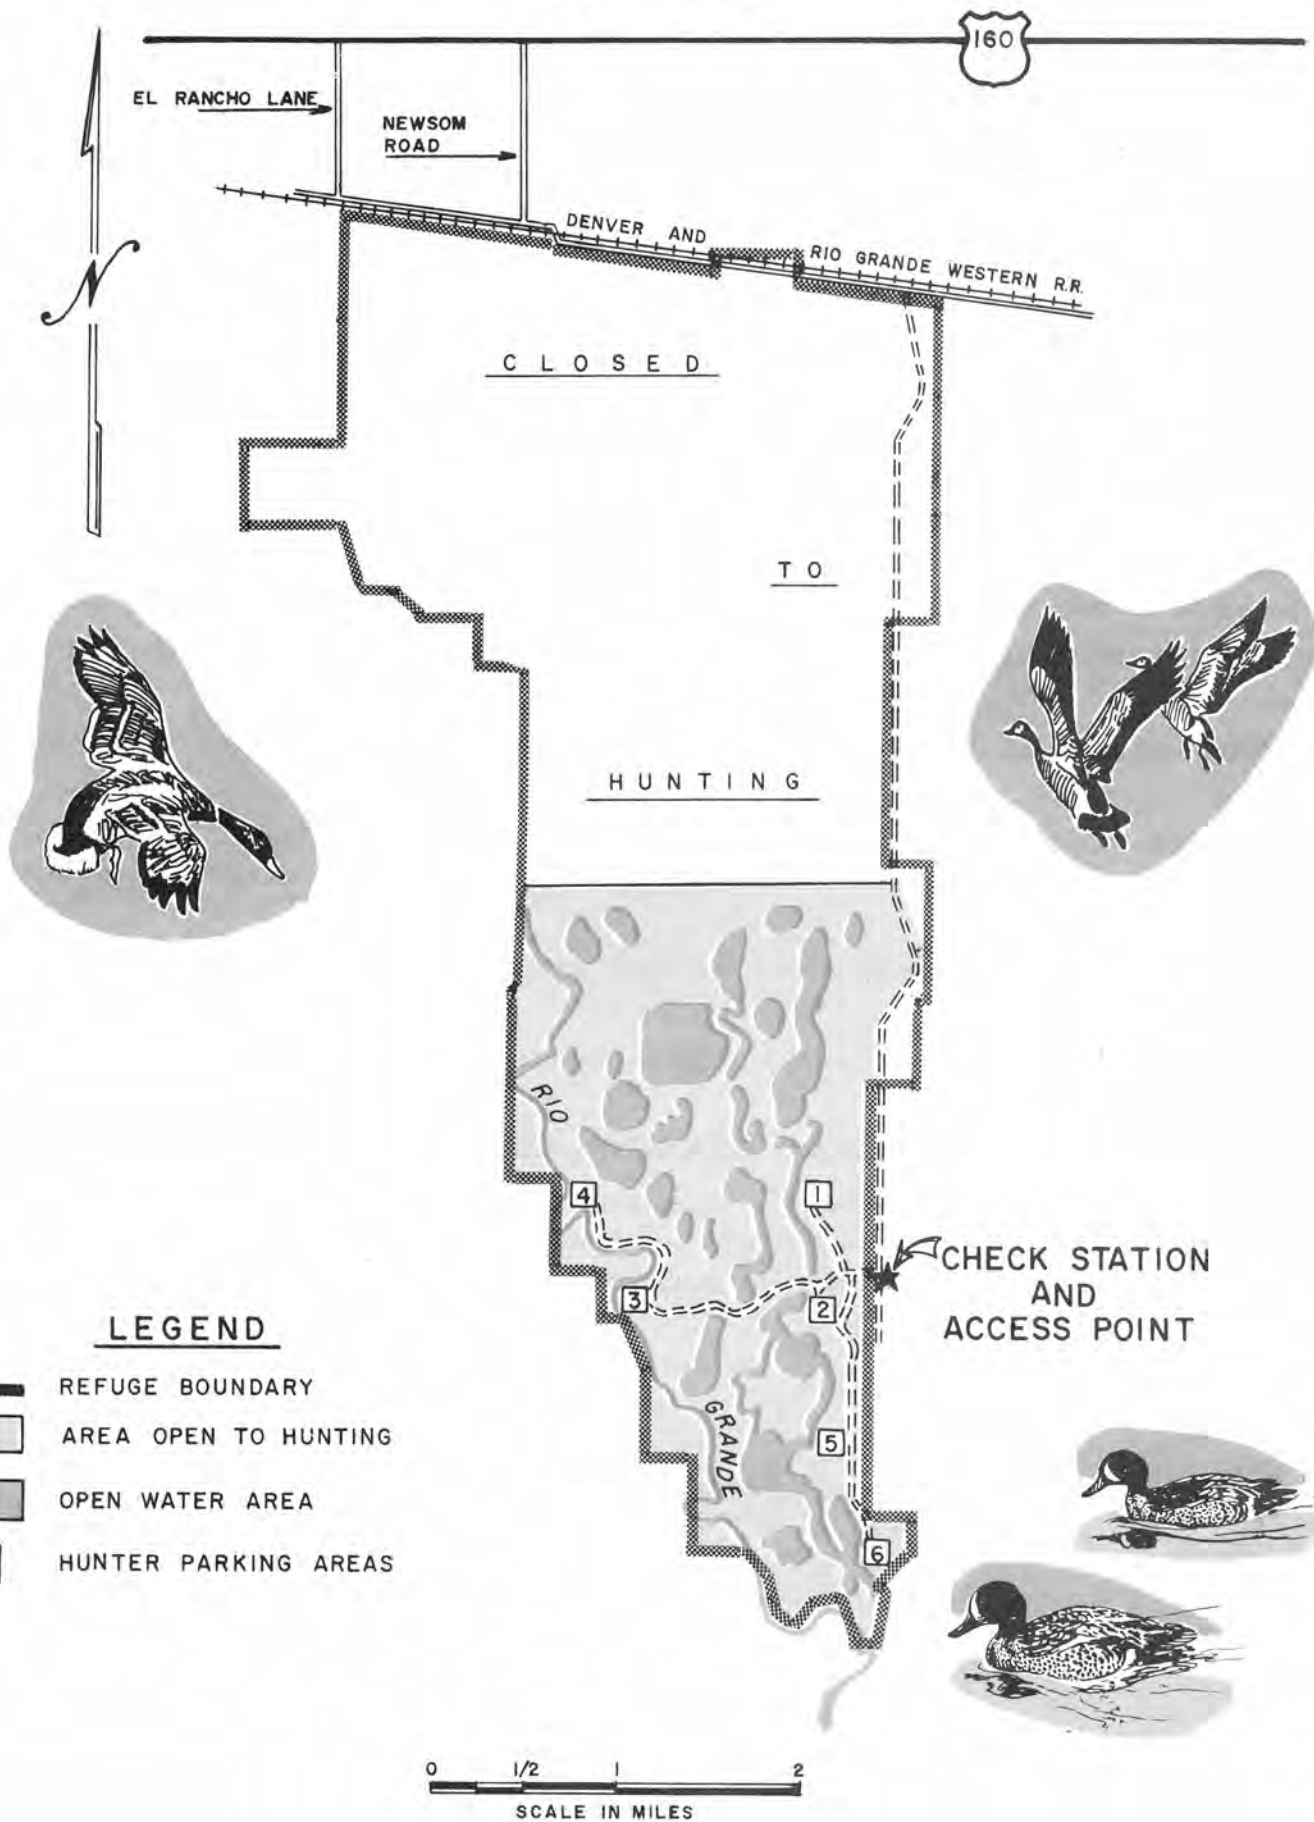 160
EL RANCHO LANE
NEWSOM
ROAD
DENVER AND
RIO GRANDE WESTERN R.R.
CLOSED
TO
HUNTING
RIO
4
1
CHECK STATION
AND
ACCESS POINT
3
2
LEGEND
REFUGE BOUNDARY
AREA OPEN TO HUNTING
OPEN WATER AREA
HUNTER PARKING AREAS
GRANDE
5
6
0 1/2 1 2
SCALE IN MILES